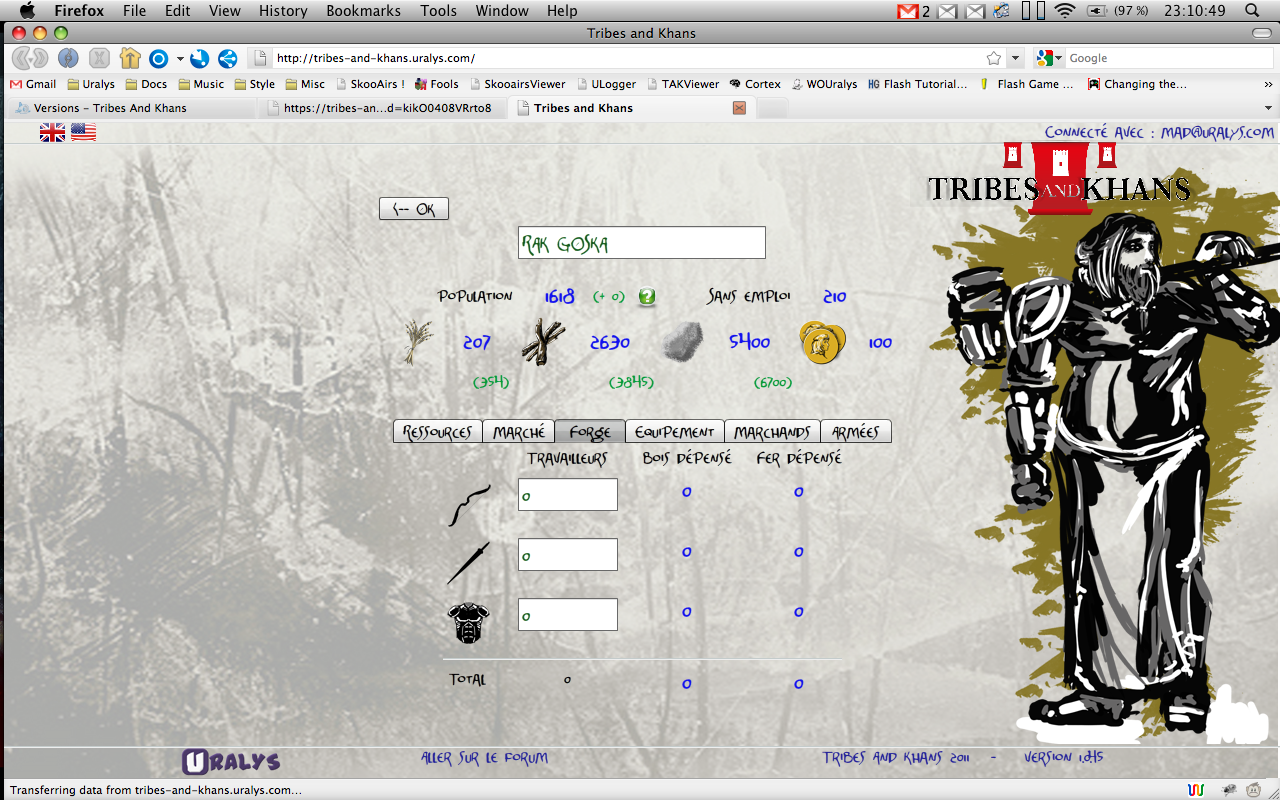 Firefox File Edit View History Bookmarks Tools Window Help 2 (97 %) 23:10:49
Tribes and Khans
http://tribes-and-khans.uralys.com/ Google
Gmail Uralys Docs Music Style Misc SkooAirs ! Fools SkooairsViewer ULogger TAKViewer Cortex WOUralys Flash Tutorial... Flash Game ... Changing the... »
Versions – Tribes And Khans https://tribes-an...d=kikO0408VRrto8 Tribes and Khans
Connecté avec : mad@uralys.com
TRIBES AND KHANS
<-- OK
Rak Goska
Population 1618 (+ 0) ? Sans emploi 210
207 2630 5400 100
(354) (3845) (6700)
Ressources Marché Forge Equipement Marchands Armées
Travailleurs Bois dépensé Fer dépensé
0 0 0
0 0 0
0 0 0
Total 0 0 0
Uralys Aller sur le forum Tribes and Khans 2011 - version 1.045
Transferring data from tribes-and-khans.uralys.com...